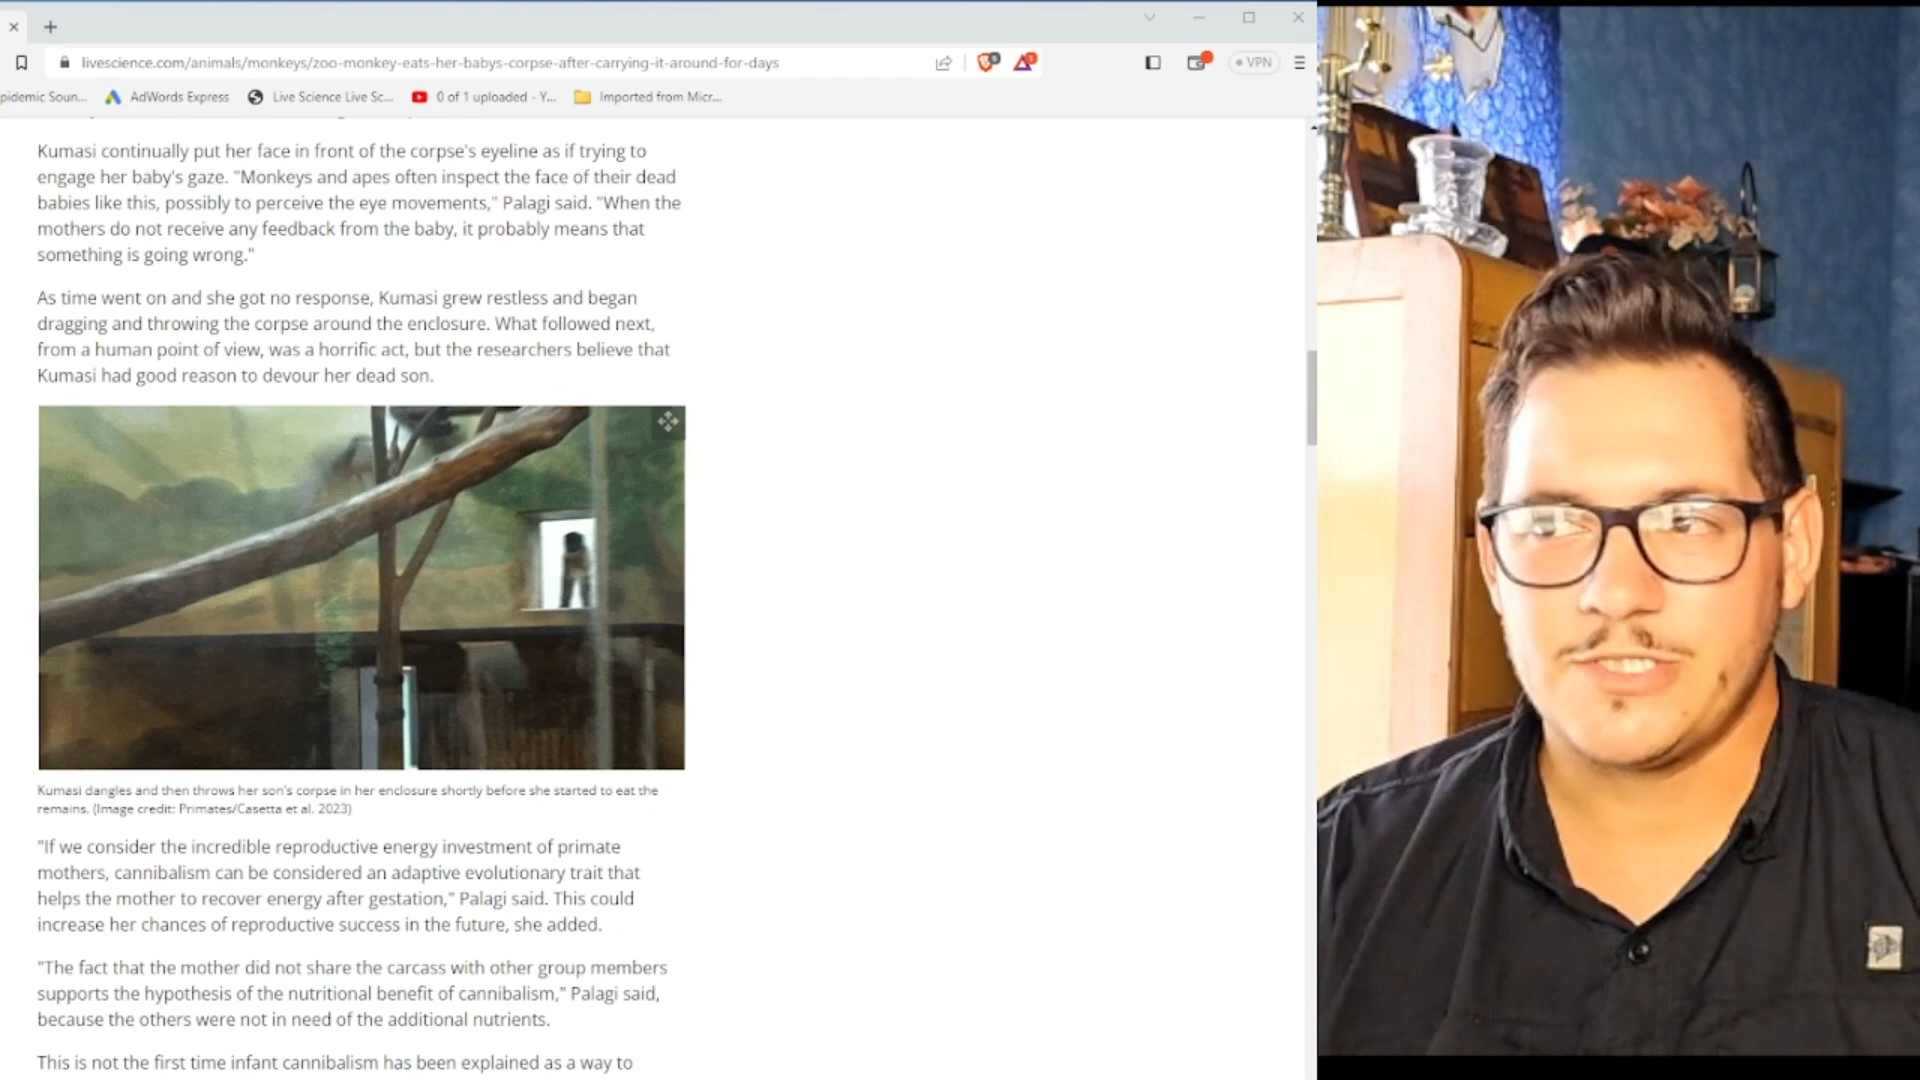 livescience.com/animals/monkeys/zoo-monkey-eats-her-babys-corpse-after-carrying-it-around-for-days
VPN
pidemic Soun...
AdWords Express
Live Science Live Sc...
0 of 1 uploaded - Y...
Imported from Micr...
Kumasi continually put her face in front of the corpse's eyeline as if trying to
engage her baby's gaze. "Monkeys and apes often inspect the face of their dead
babies like this, possibly to perceive the eye movements," Palagi said. "When the
mothers do not receive any feedback from the baby, it probably means that
something is going wrong."
As time went on and she got no response, Kumasi grew restless and began
dragging and throwing the corpse around the enclosure. What followed next,
from a human point of view, was a horrific act, but the researchers believe that
Kumasi had good reason to devour her dead son.
Kumasi dangles and then throws her son's corpse in her enclosure shortly before she started to eat the
remains. (Image credit: Primates/Casetta et al. 2023)
"If we consider the incredible reproductive energy investment of primate
mothers, cannibalism can be considered an adaptive evolutionary trait that
helps the mother to recover energy after gestation," Palagi said. This could
increase her chances of reproductive success in the future, she added.
"The fact that the mother did not share the carcass with other group members
supports the hypothesis of the nutritional benefit of cannibalism," Palagi said,
because the others were not in need of the additional nutrients.
This is not the first time infant cannibalism has been explained as a way to